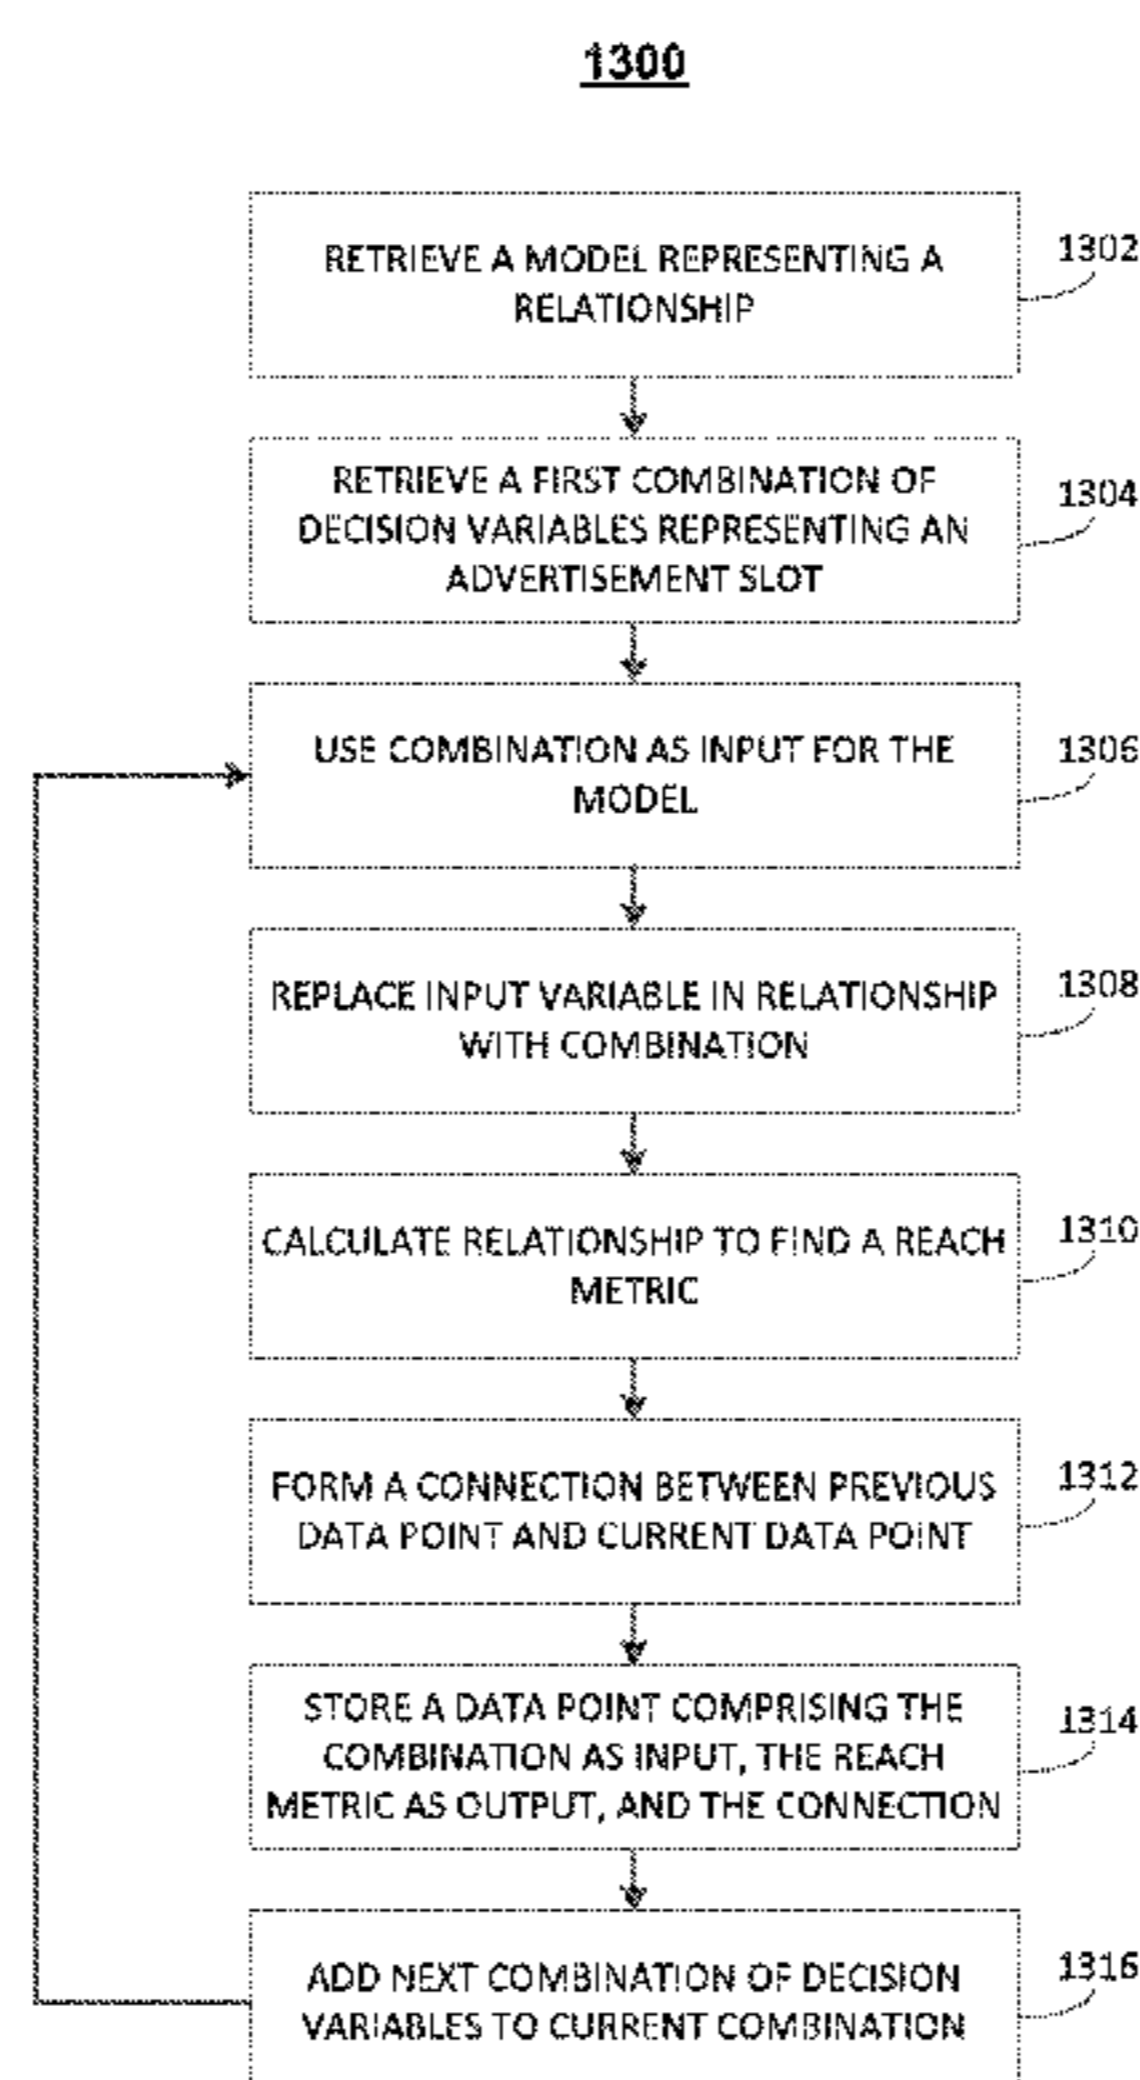 1300
RETRIEVE A MODEL REPRESENTING A
RELATIONSHIP
1302
RETRIEVE A FIRST COMBINATION OF
DECISION VARIABLES REPRESENTING AN
ADVERTISEMENT SLOT
1304
USE COMBINATION AS INPUT FOR THE
MODEL
1306
REPLACE INPUT VARIABLE IN RELATIONSHIP
WITH COMBINATION
1308
CALCULATE RELATIONSHIP TO FIND A REACH
METRIC
1310
FORM A CONNECTION BETWEEN PREVIOUS
DATA POINT AND CURRENT DATA POINT
1312
STORE A DATA POINT COMPRISING THE
COMBINATION AS INPUT, THE REACH
METRIC AS OUTPUT, AND THE CONNECTION
1314
ADD NEXT COMBINATION OF DECISION
VARIABLES TO CURRENT COMBINATION
1316